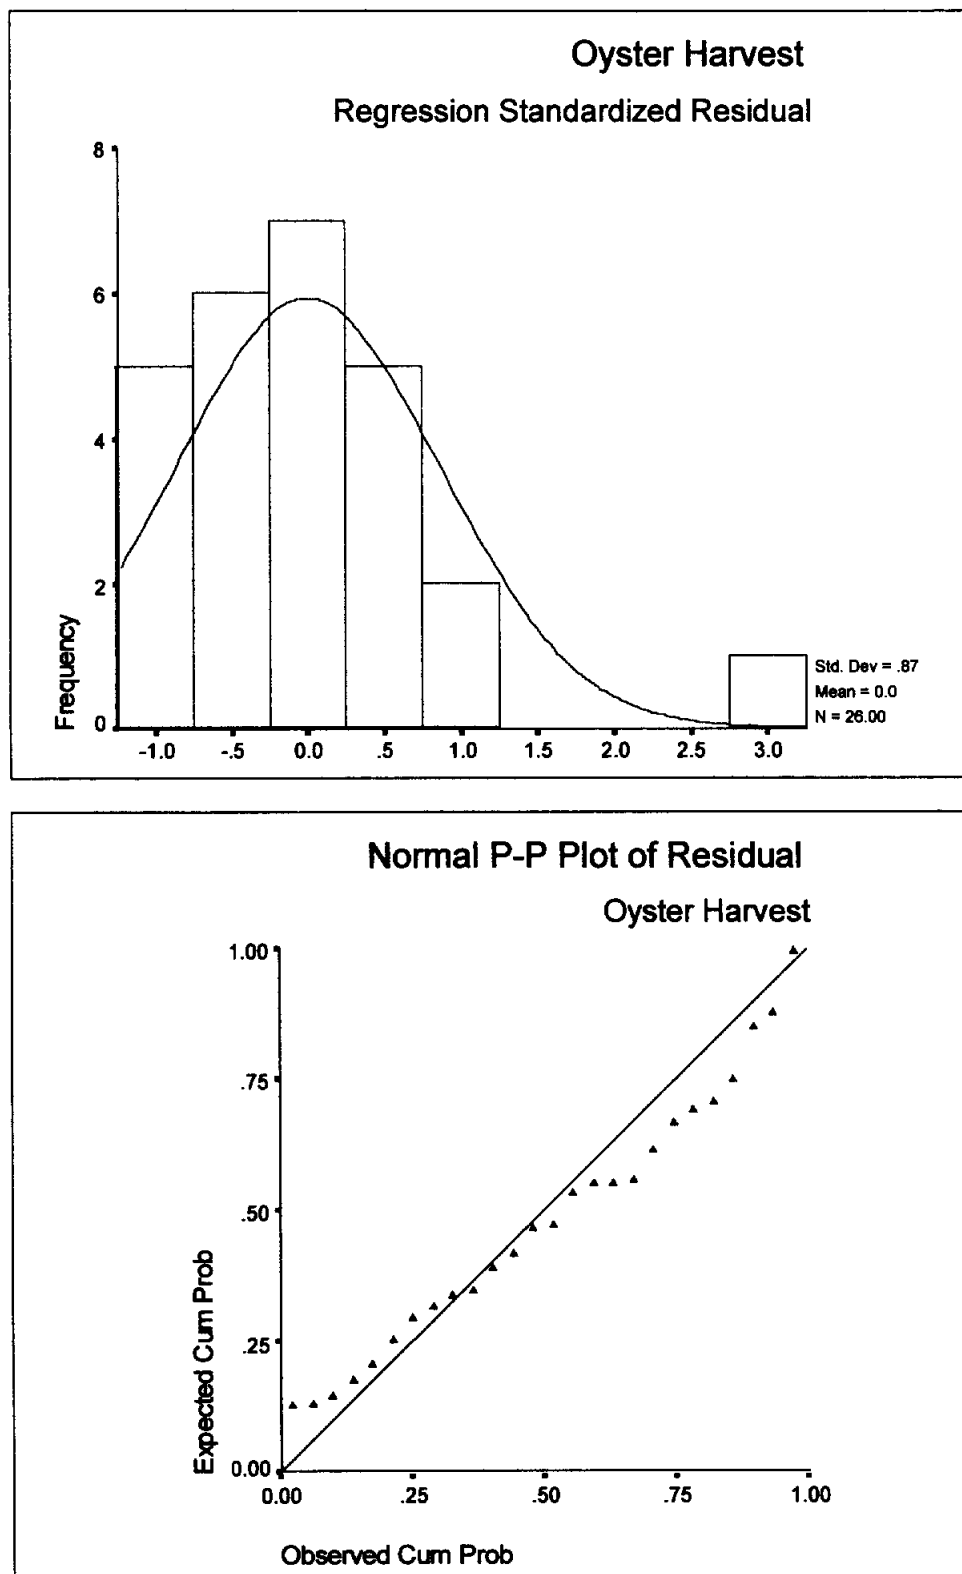 Oyster Harvest
Regression Standardized Residual
8
6
4
2
0
Frequency
-1.0 -.5 0.0 .5 1.0 1.5 2.0 2.5 3.0
Std. Dev = .87
Mean = 0.0
N = 26.00
Normal P-P Plot of Residual
Oyster Harvest
1.00
.75
.50
.25
0.00
Expected Cum Prob
0.00 .25 .50 .75 1.00
Observed Cum Prob